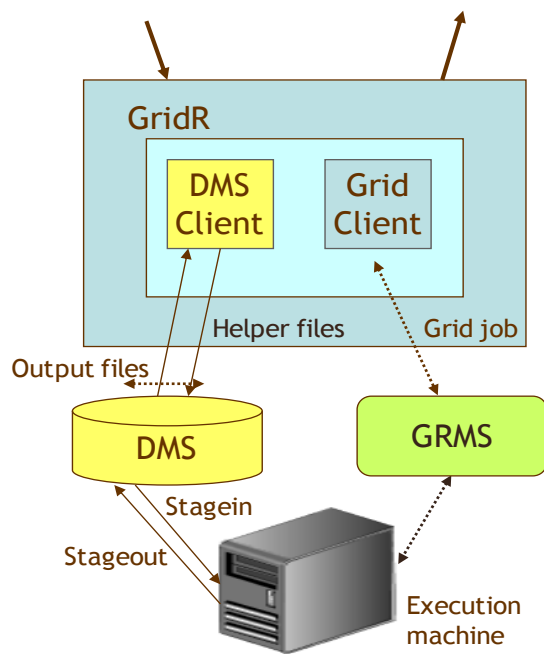 GridR
DMS
Client
Grid
Client
Helper files
Grid job
Output files
DMS
GRMS
Stagein
Stageout
Execution
machine